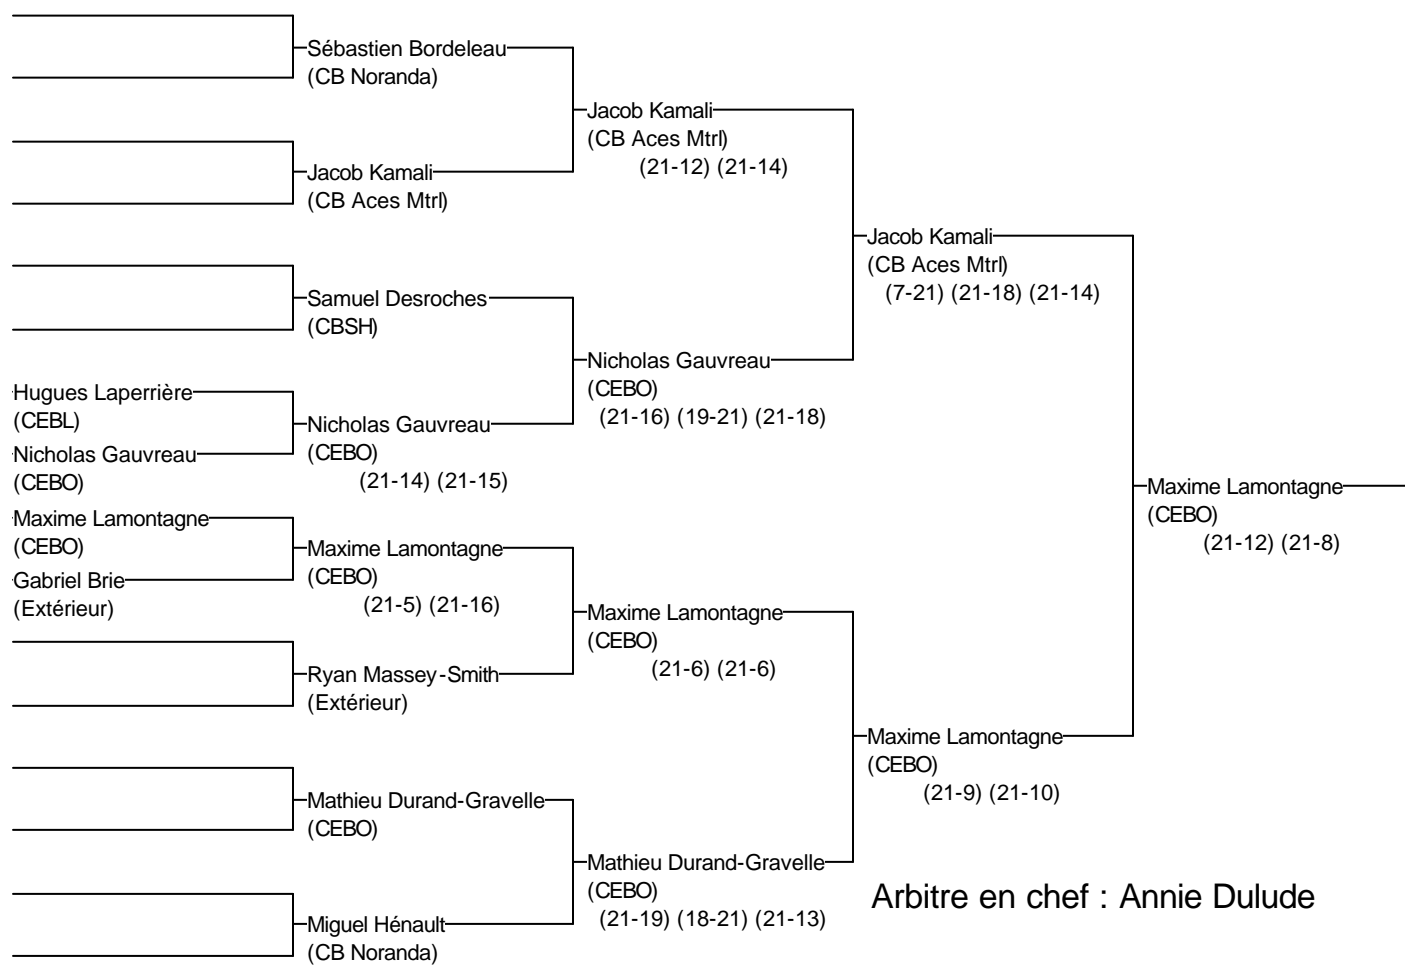 Sébastien Bordeleau
(CB Noranda)
Jacob Kamali
(CB Aces Mtrl)
(21-12) (21-14)
Jacob Kamali
(CB Aces Mtrl)
Jacob Kamali
(CB Aces Mtrl)
(7-21) (21-18) (21-14)
Samuel Desroches
(CBSH)
Nicholas Gauvreau
(CEBO)
(21-16) (19-21) (21-18)
Hugues Laperrière
(CEBL)
Nicholas Gauvreau
(CEBO)
(21-14) (21-15)
Nicholas Gauvreau
(CEBO)
Maxime Lamontagne
(CEBO)
(21-12) (21-8)
Maxime Lamontagne
(CEBO)
Maxime Lamontagne
(CEBO)
(21-5) (21-16)
Gabriel Brie
(Extérieur)
Maxime Lamontagne
(CEBO)
(21-6) (21-6)
Ryan Massey-Smith
(Extérieur)
Maxime Lamontagne
(CEBO)
(21-9) (21-10)
Mathieu Durand-Gravelle
(CEBO)
Mathieu Durand-Gravelle
(CEBO)
(21-19) (18-21) (21-13)
Arbitre en chef : Annie Dulude
Miguel Hénault
(CB Noranda)